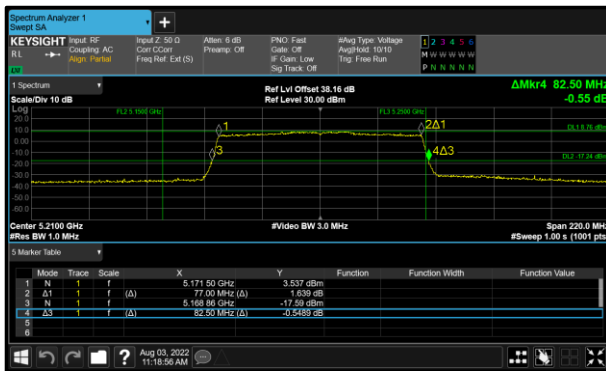 Spectrum Analyzer 1
Swept SA
KEYSIGHT Input: RF Input Z: 50 Ω Atten: 6 dB PNO: Fast #Avg Type: Voltage 1 2 3 4 5 6
R L Coupling: AC Corr CCorr Preamp: Off Gate: Off Avg|Hold: 10/10 M W W W W W
Align: Partial Freq Ref: Ext (S) IF Gain: Low Trig: Free Run P N N N N N
Sig Track: Off
1 Spectrum Ref Lvl Offset 38.16 dB ΔMkr4 82.50 MHz
Scale/Div 10 dB Ref Level 30.00 dBm -0.55 dB
Log FL2 5.1500 GHz FL3 5.2500 GHz
20.0
10.0 1 2Δ1 DL1 8.76 dBm
0.00
-10.0 3 4Δ3 DL2 -17.24 dBm
-20.0
-30.0
-40.0
-50.0
-60.0
Center 5.2100 GHz #Video BW 3.0 MHz Span 220.0 MHz
#Res BW 1.0 MHz #Sweep 1.00 s (1001 pts)
5 Marker Table
Mode Trace Scale X Y Function Function Width Function Value
1 N 1 f 5.171 50 GHz 3.537 dBm
2 Δ1 1 f (Δ) 77.00 MHz (Δ) 1.639 dB
3 N 1 f 5.168 86 GHz -17.59 dBm
4 Δ3 1 f (Δ) 82.50 MHz (Δ) -0.5489 dB
5
6
? Aug 03, 2022
11:18:56 AM